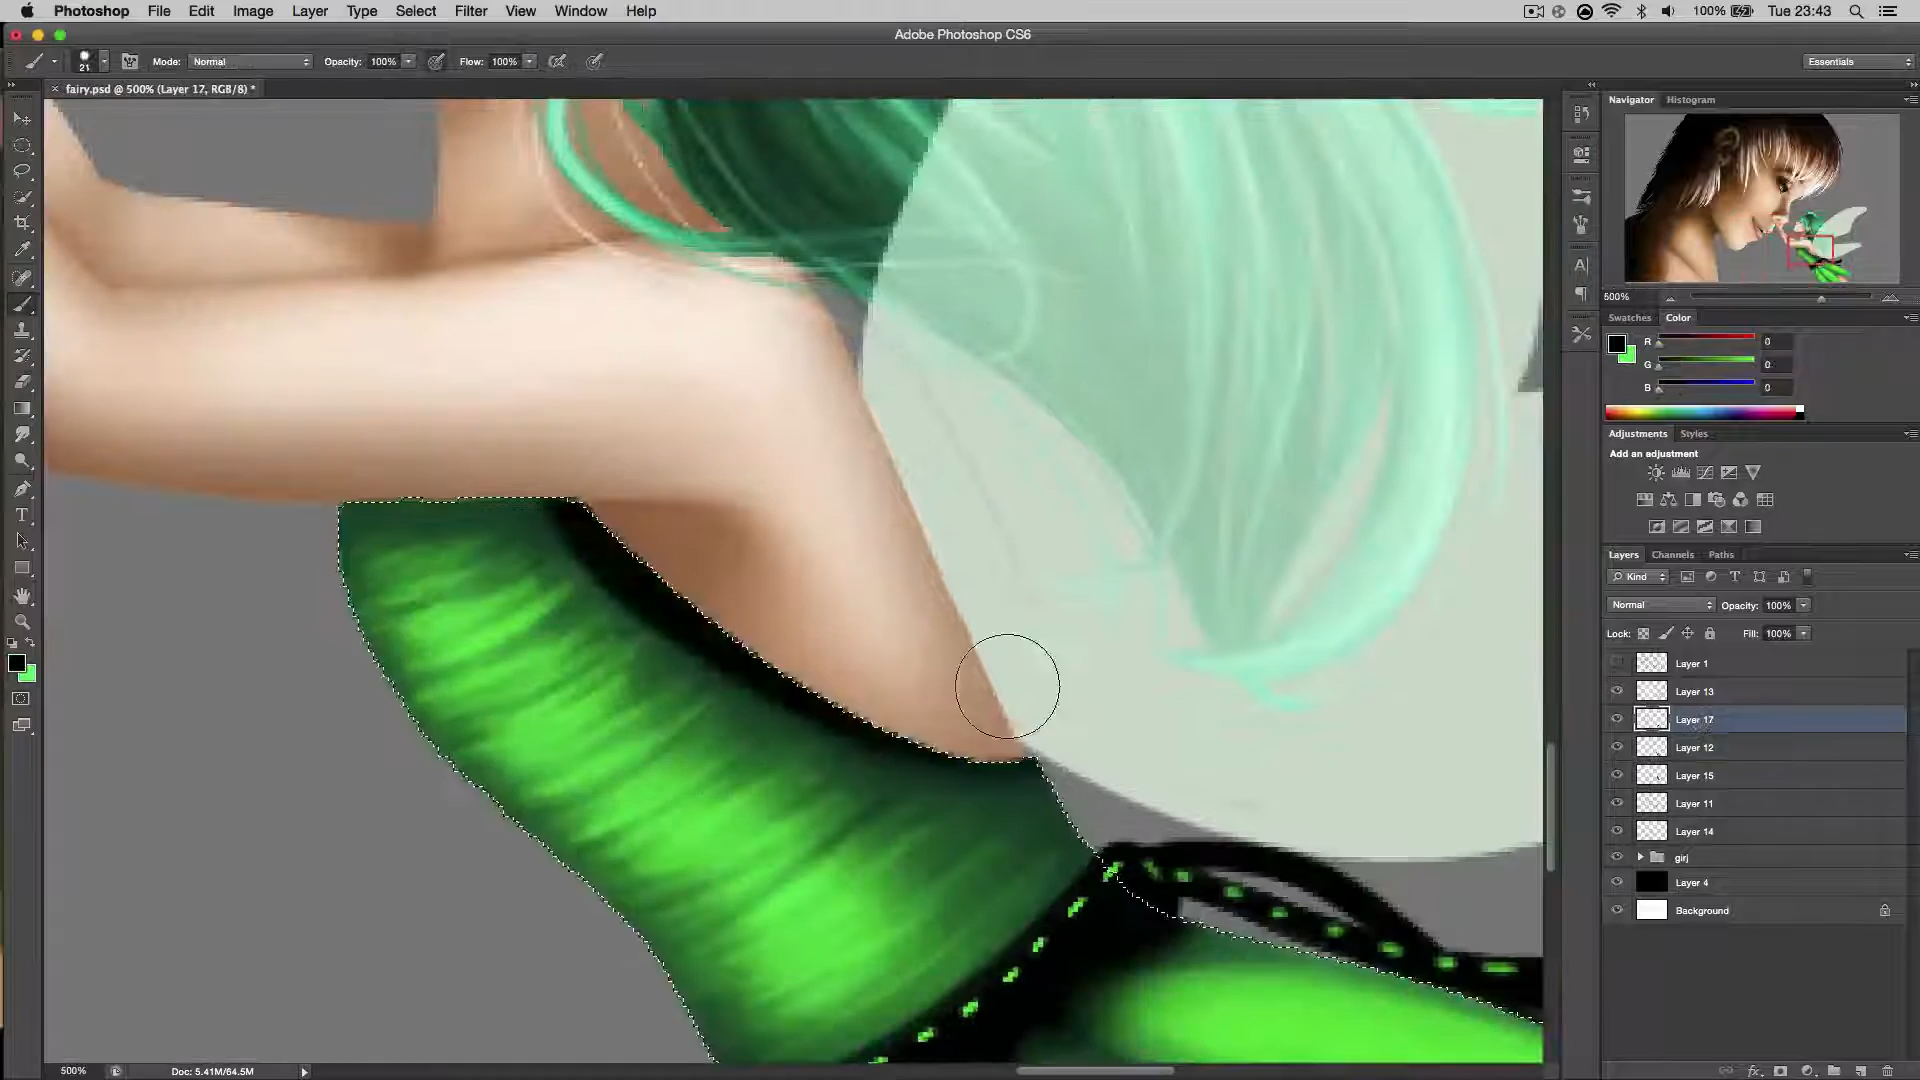 Photoshop File Edit Image Layer Type Select Filter View Window Help 100% Tue 23:43
Adobe Photoshop CS6
21 Mode: Normal Opacity: 100% Flow: 100% Essentials
fairy.psd @ 500% (Layer 17, RGB/8) *
Navigator Histogram
500%
Swatches Color
R 0
G 0
B 0
Adjustments Styles
Add an adjustment
Layers Channels Paths
Kind
Normal Opacity: 100%
Lock: Fill: 100%
Layer 1
Layer 13
Layer 17
Layer 12
Layer 15
Layer 11
Layer 14
girj
Layer 4
Background
500% Doc: 5.41M/64.5M